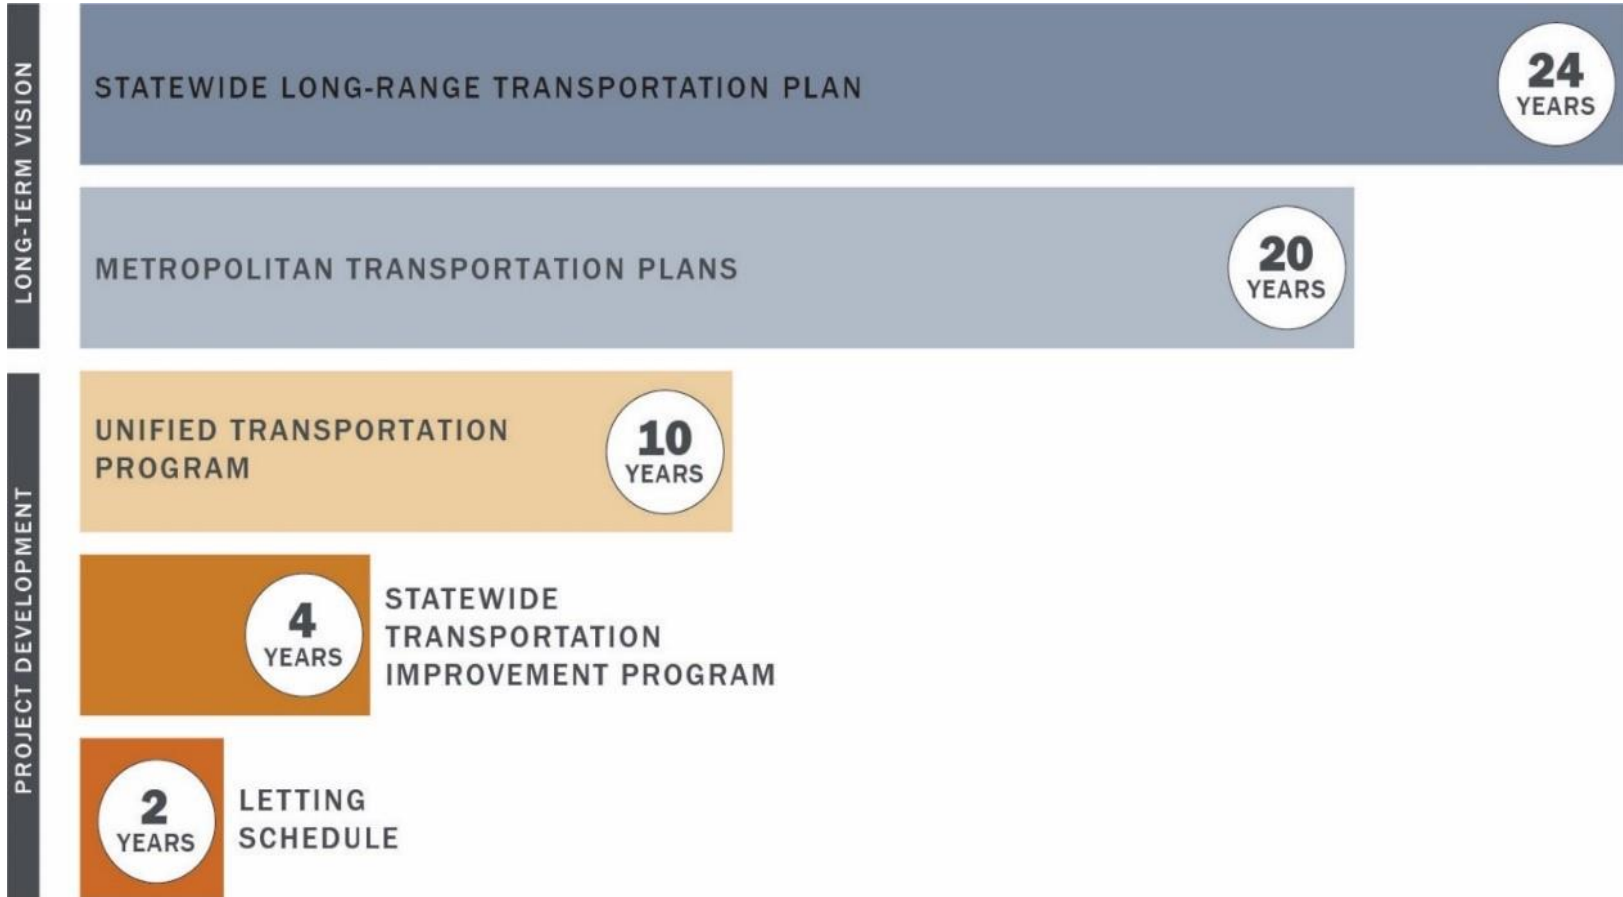 LONG-TERM VISION
STATEWIDE LONG-RANGE TRANSPORTATION PLAN
24
YEARS
METROPOLITAN TRANSPORTATION PLANS
20
YEARS
PROJECT DEVELOPMENT
UNIFIED TRANSPORTATION
PROGRAM
10
YEARS
4
YEARS
STATEWIDE
TRANSPORTATION
IMPROVEMENT PROGRAM
2
YEARS
LETTING
SCHEDULE